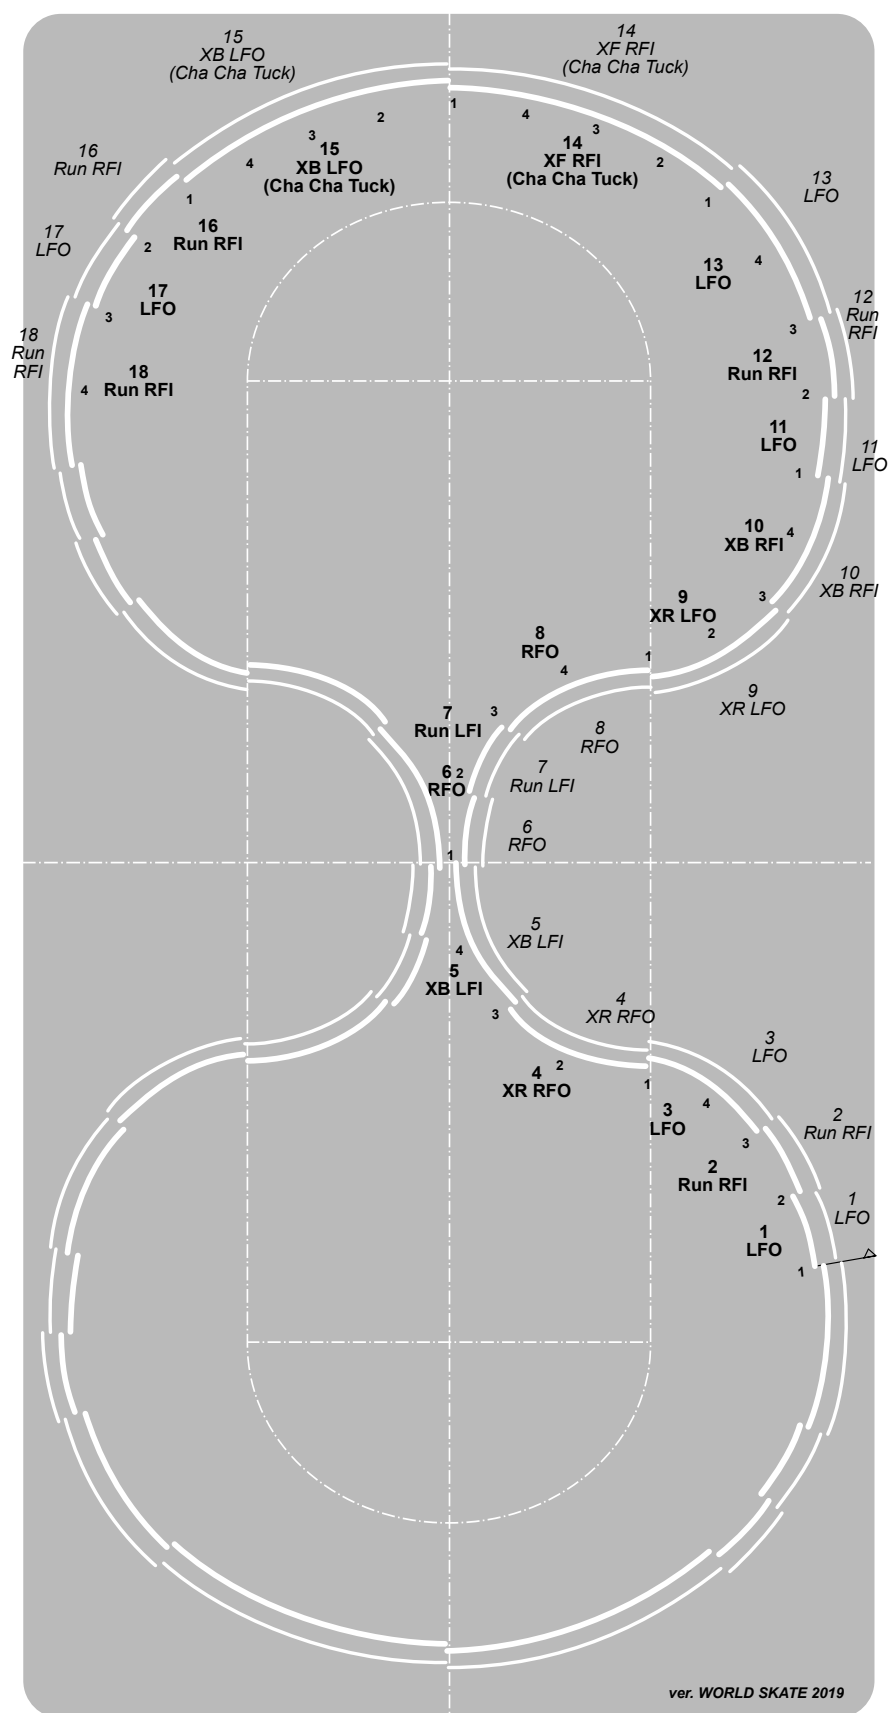 15
XB LFO
(Cha Cha Tuck)
14
XF RFI
(Cha Cha Tuck)
1
4
2
3
3
15
XB LFO
(Cha Cha Tuck)
14
XF RFI
(Cha Cha Tuck)
4
2
16
Run RFI
13
LFO
1
1
16
Run RFI
17
LFO
2
4
13
LFO
17
LFO
3
12
Run
RFI
3
18
Run
RFI
4
18
Run RFI
12
Run RFI
2
11
LFO
11
LFO
1
10
XB RFI
4
10
XB RFI
9
XR LFO
3
2
8
RFO
4
1
9
XR LFO
7
Run LFI
3
8
RFO
6
RFO
2
7
Run LFI
6
RFO
1
5
XB LFI
4
5
XB LFI
3
4
XR RFO
3
LFO
4
XR RFO
2
1
3
LFO
4
2
Run RFI
3
2
Run RFI
2
1
LFO
1
LFO
1
ver. WORLD SKATE 2019